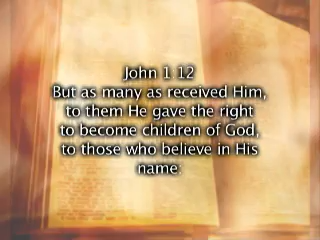 John 1 12
But as many as received Him,
to them He gave the right
to become children of God,
to those who believe in His
name: